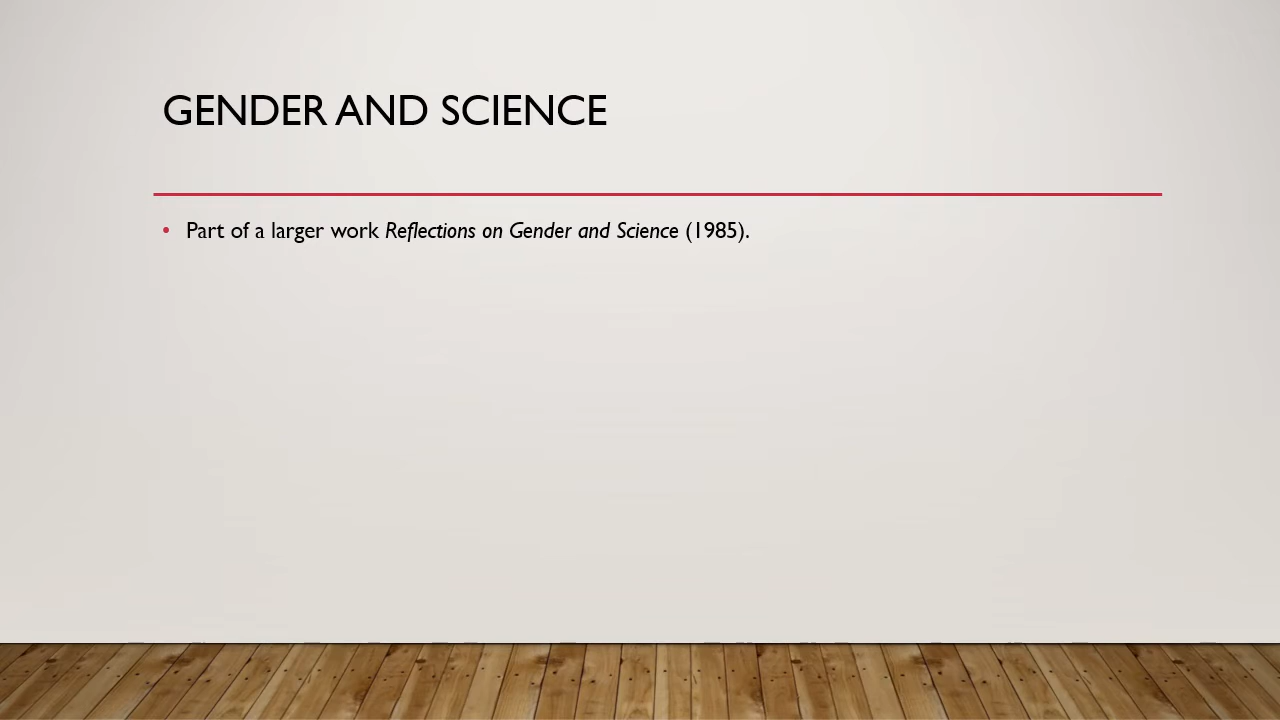 GENDER AND SCIENCE
• Part of a larger work Reflections on Gender and Science (1985).